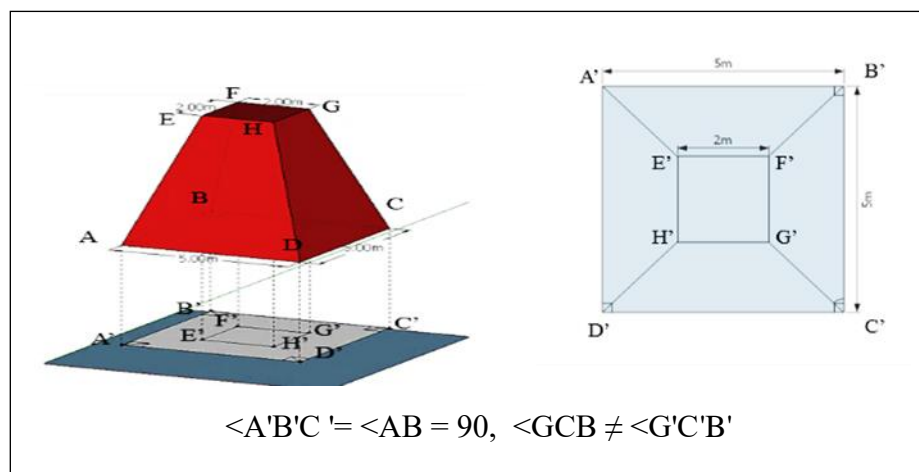 F
2.00m
2.00m
G
E
H
B
C
A
D
5.00m
5.00m
B'
F'
A'
E'
G'
C'
H'
D'
A'
5m
B'
2m
E'
F'
5m
H'
G'
D'
C'
<A'B'C '= <AB = 90, <GCB ≠ <G'C'B'